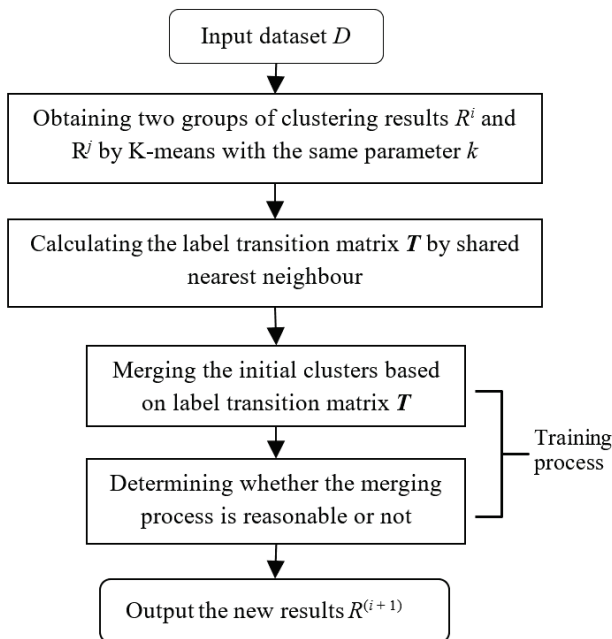 Input dataset D
Obtaining two groups of clustering results Rⁱ and
Rʲ by K-means with the same parameter k
Calculating the label transition matrix T by shared
nearest neighbour
Merging the initial clusters based
on label transition matrix T
Training
process
Determining whether the merging
process is reasonable or not
Output the new results R⁽ⁱ⁺¹⁾